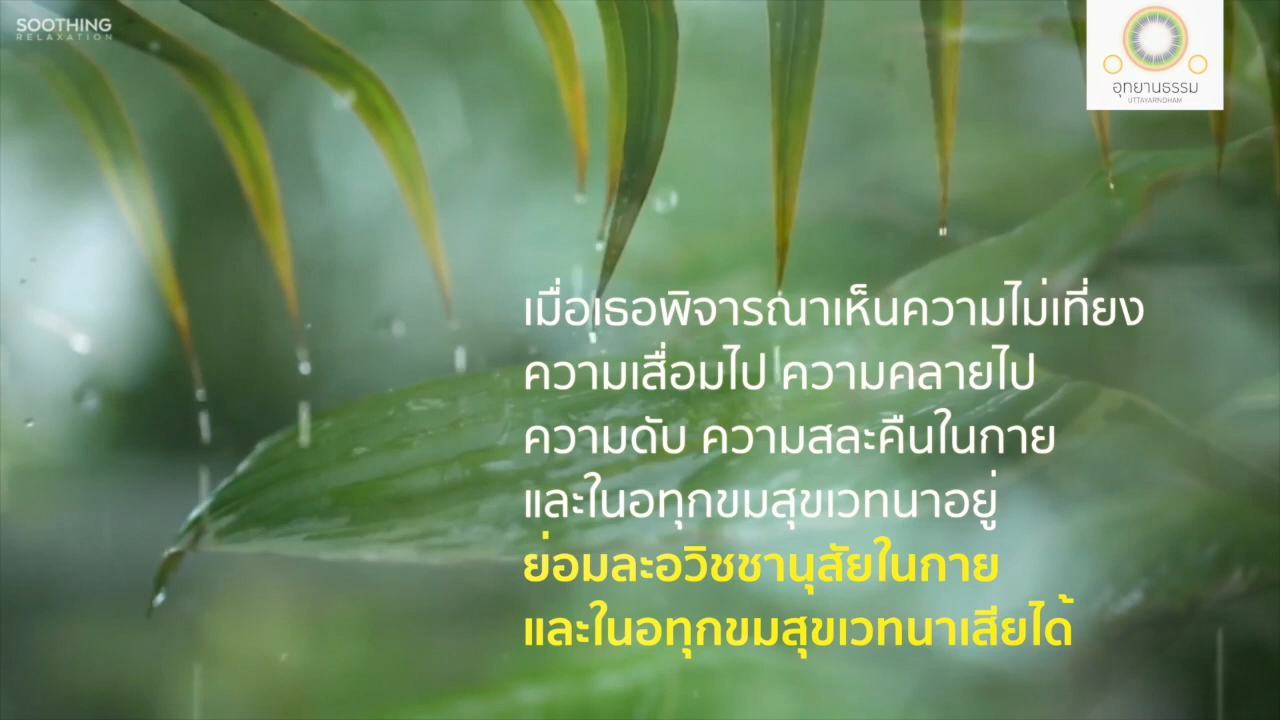 SOOTHING
RELAXATION
อุทยานธรรม
UTTAYARNDHAM
เมื่อเธอพิจารณาเห็นความไม่เที่ยง
ความเสื่อมไป ความคลายไป
ความดับ ความสละคืนในกาย
และในอทุกขมสุขเวทนาอยู่
ย่อมละอวิชชานุสัยในกาย
และในอทุกขมสุขเวทนาเสียได้